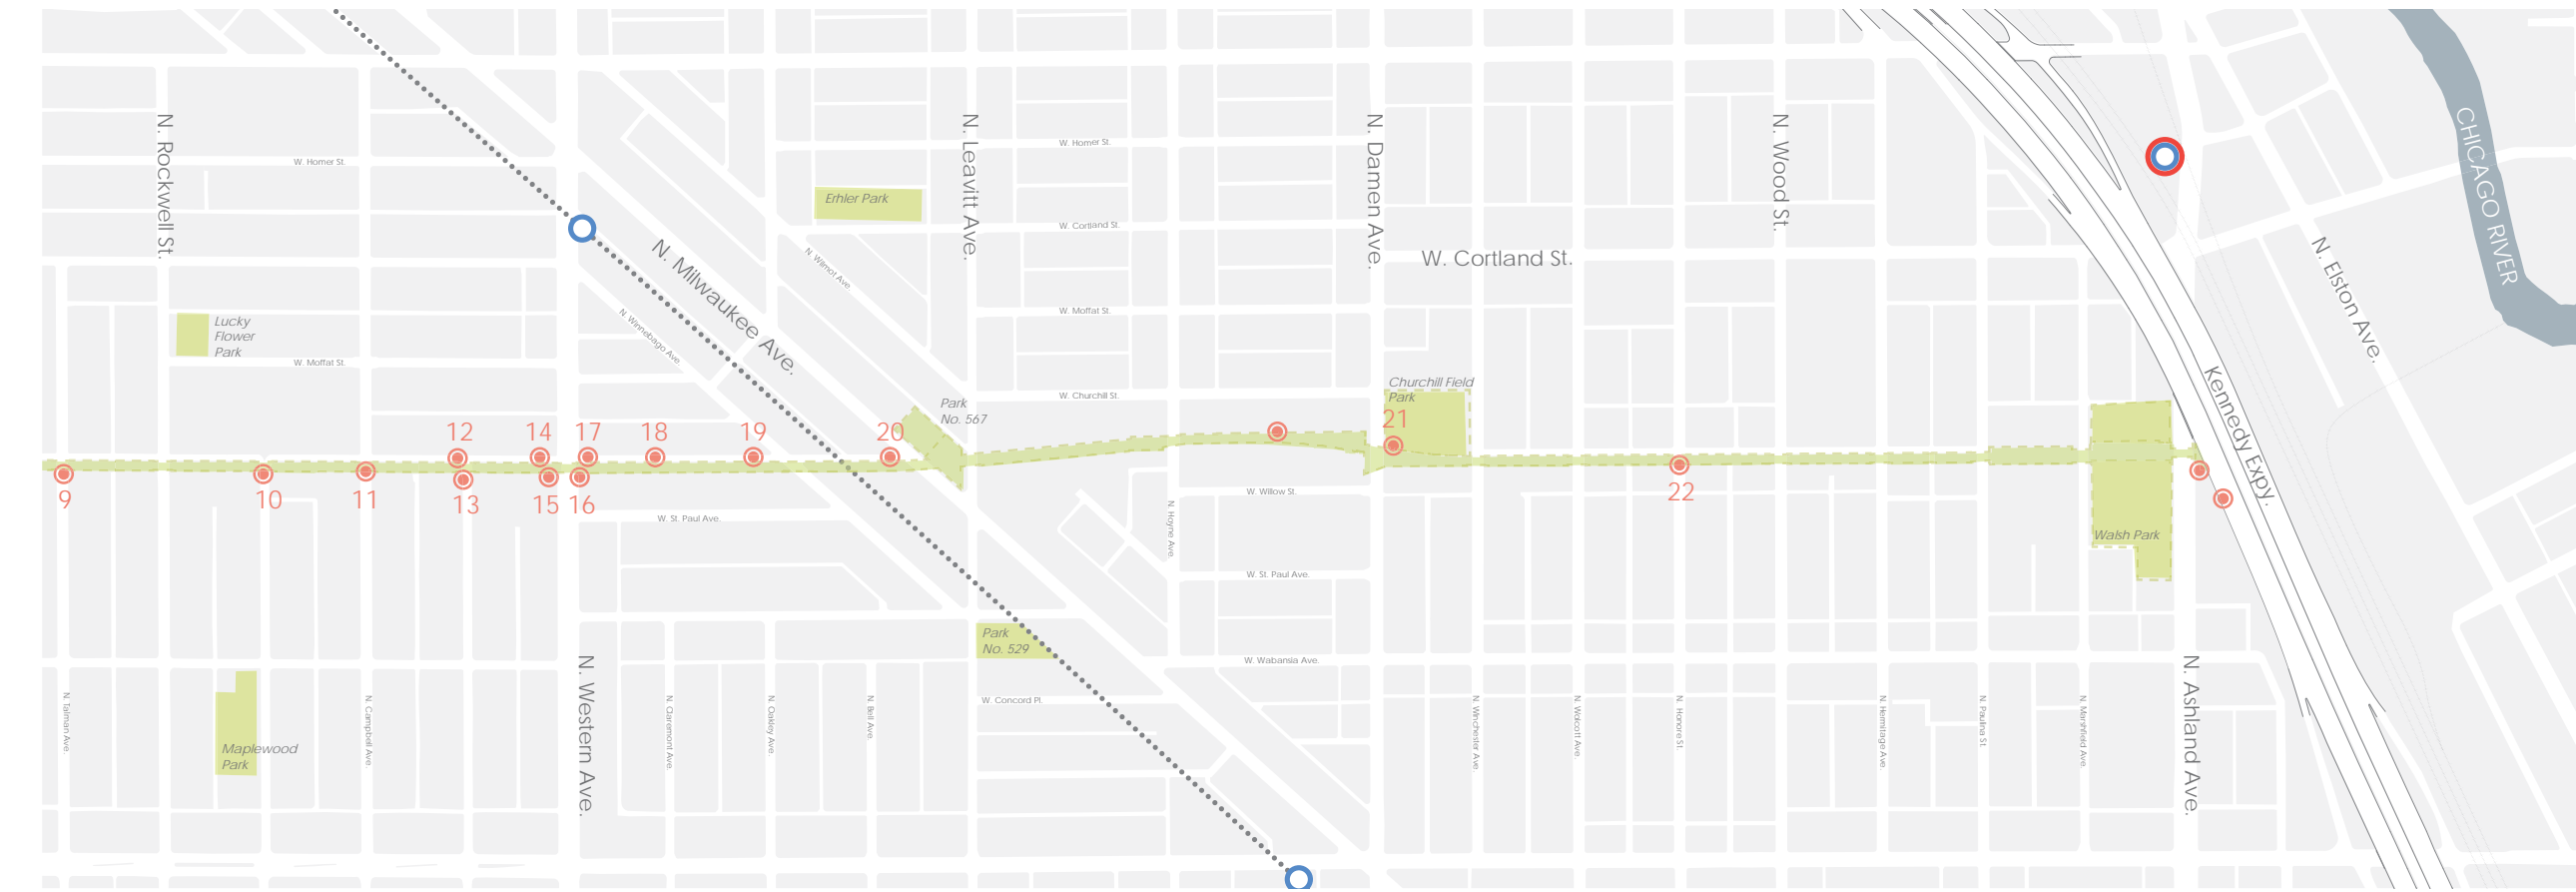 N. Rockwell St.
W. Homer St.
Lucky
Flower
Park
W. Moffat St.
N. Milwaukee Ave.
N. Winnebago Ave.
N. Wilmot Ave.
Erhler Park
N. Leavitt Ave.
W. Homer St.
W. Cortland St.
W. Moffat St.
W. Churchill St.
N. Damen Ave.
W. Cortland St.
N. Wood St.
CHICAGO RIVER
N. Elston Ave.
Kennedy Expy.
Churchill Field
Park
Park
No. 567
12
14
17
18
19
20
21
9
10
11
13
15
16
22
W. St. Paul Ave.
W. Willow St.
N. Hoyne Ave.
W. St. Paul Ave.
Walsh Park
Park
No. 529
W. Wabansia Ave.
W. Concord Pl.
Maplewood
Park
N. Talman Ave.
N. Campbell Ave.
N. Western Ave.
N. Claremont Ave.
N. Oakley Ave.
N. Bell Ave.
N. Winchester Ave.
N. Wolcott Ave.
N. Honore St.
N. Hermitage Ave.
N. Paulina St.
N. Marshfield Ave.
N. Ashland Ave.